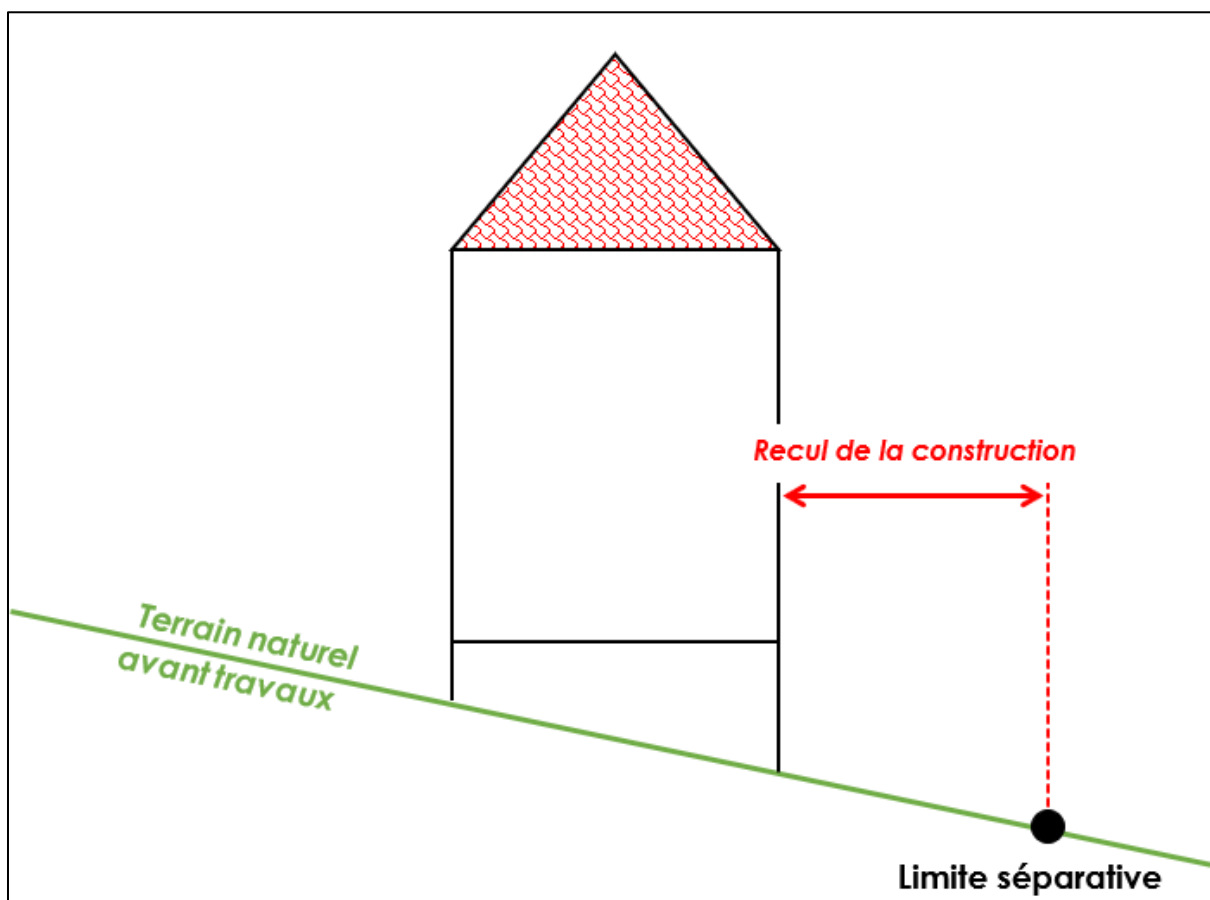 Recul de la construction
Terrain naturel
avant travaux
Limite séparative